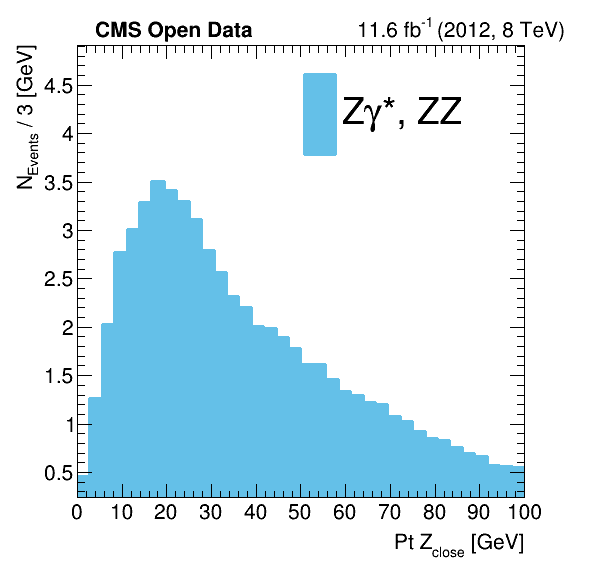 CMS Open Data 11.6 fb⁻¹ (2012, 8 TeV)
N_Events / 3 [GeV]
Zγ*, ZZ
4.5
4
3.5
3
2.5
2
1.5
1
0.5
0 10 20 30 40 50 60 70 80 90 100
Pt Z_close [GeV]